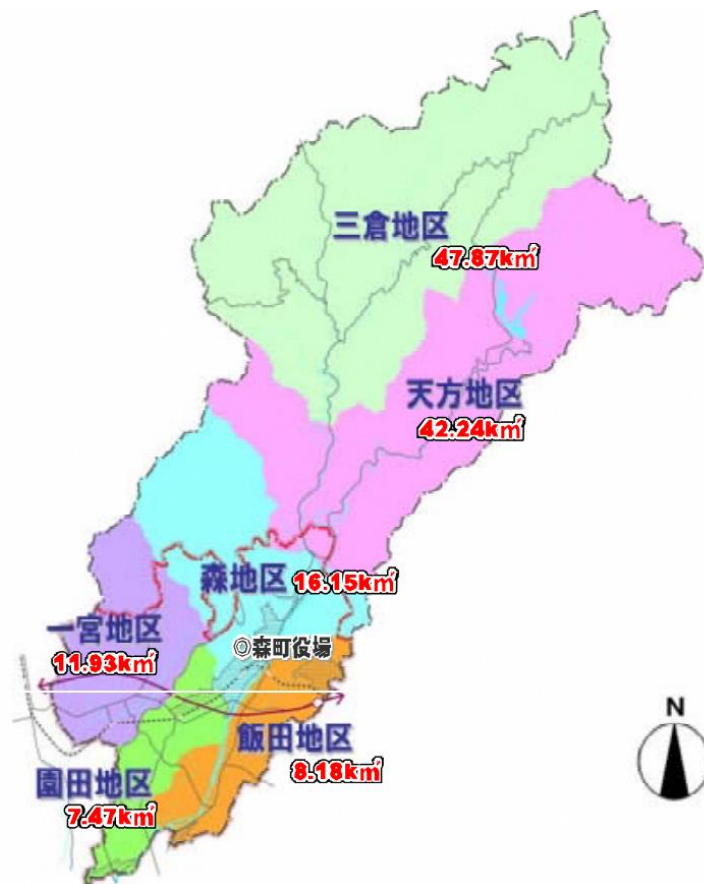 三倉地区
47.87k㎡
天方地区
42.24k㎡
森地区
16.15k㎡
一宮地区
11.93k㎡
◎森町役場
飯田地区
8.18k㎡
園田地区
7.47k㎡
N